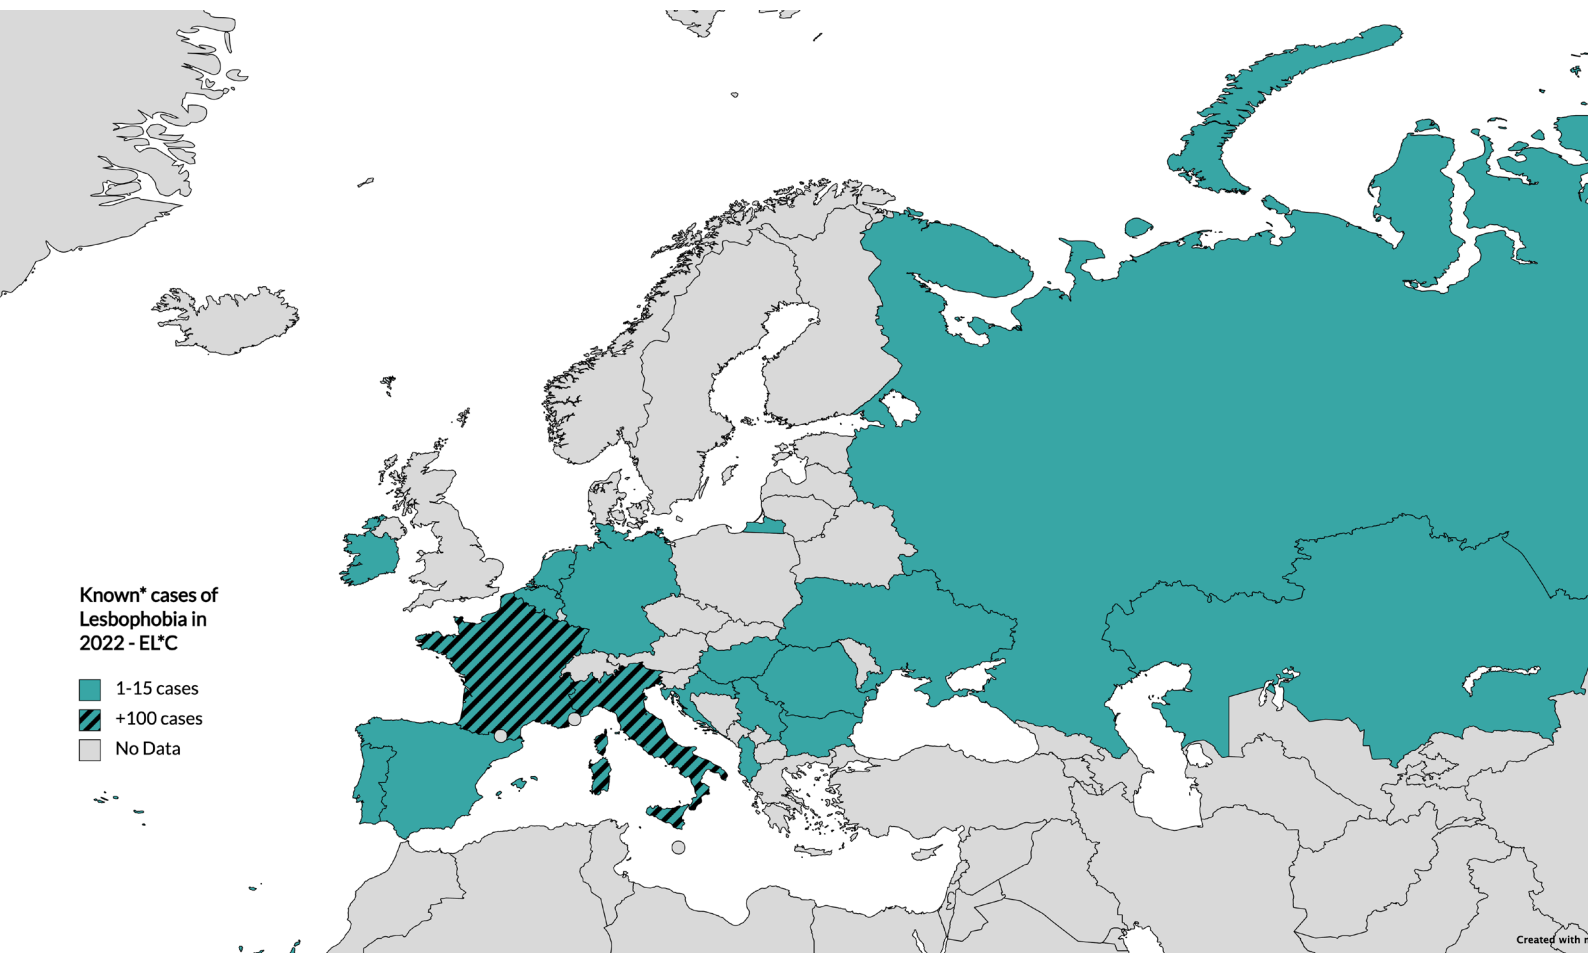 Known* cases of
Lesbophobia in
2022 - EL*C
1-15 cases
+100 cases
No Data
Created with